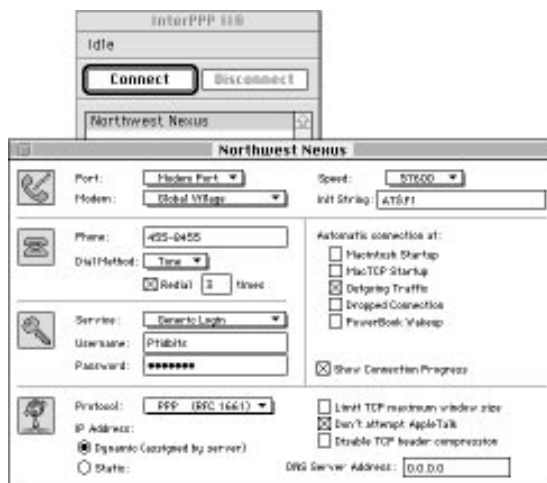 InterPPP II®
Idle
Connect Disconnect
Northwest Nexus
Northwest Nexus
Port: Modem Port Speed: 57600
Modem: Global Village Init String: AT&F1
Phone: 455-8455
Dial Method: Tone
Redial 3 times
Automatic connection at:
Macintosh Startup
MacTCP Startup
Outgoing Traffic
Dropped Connection
PowerBook Wakeup
Service: Generic Login
Username: Ptidbits
Password:
Show Connection Progress
Protocol: PPP (RFC 1661)
IP Address:
Dynamic (assigned by server)
Static:
Limit TCP maximum window size
Don't attempt AppleTalk
Disable TCP header compression
DNS Server Address: 0.0.0.0